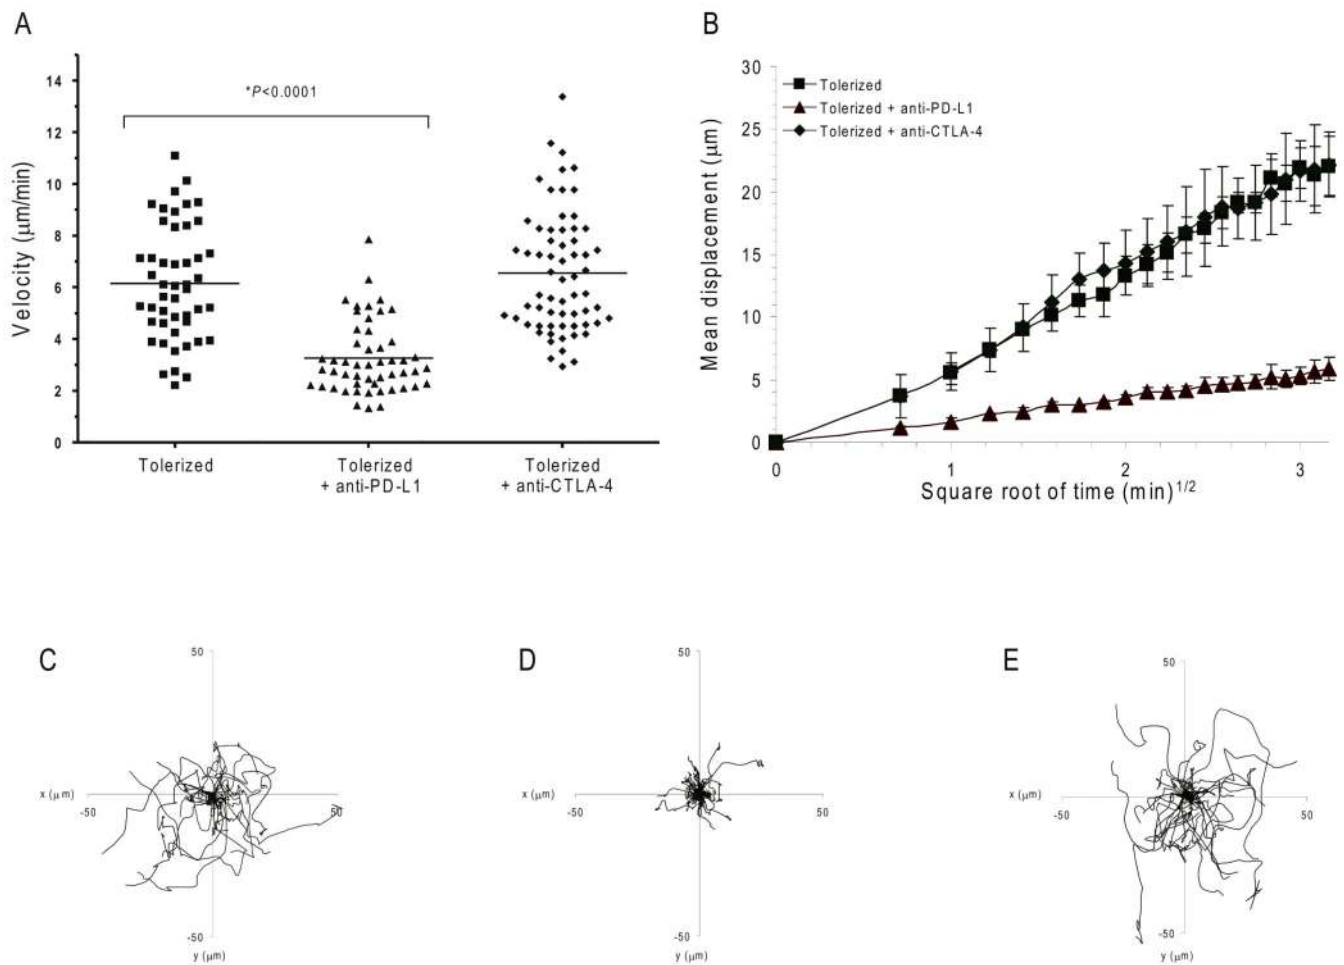 A
Velocity (μm/min)
14
12
10
8
6
4
2
0
*P<0.0001
Tolerized
Tolerized
+ anti-PD-L1
Tolerized
+ anti-CTLA-4
B
Mean displacement (μm)
30
25
20
15
10
5
0
Tolerized
Tolerized + anti-PD-L1
Tolerized + anti-CTLA-4
0 1 2 3
Square root of time (min)1/2
C
50
x (μm)
-50
50
-50
y (μm)
D
50
x (μm)
-50
50
-50
y (μm)
E
50
x (μm)
-50
50
-50
y (μm)